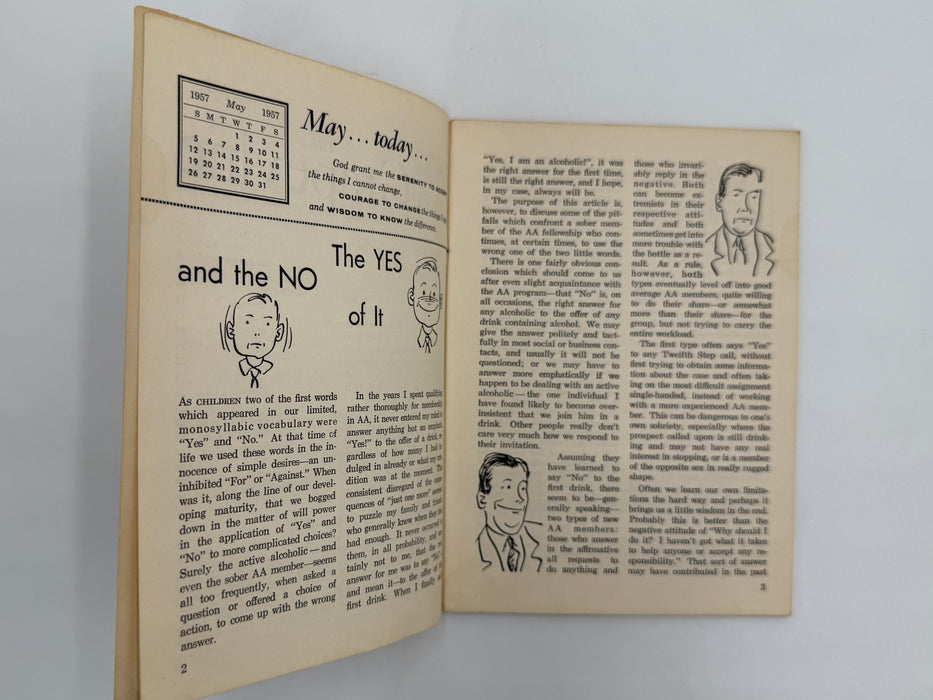 1957 May 1957
S M T W T F S
1 2 3 4
5 6 7 8 9 10 11
12 13 14 15 16 17 18
19 20 21 22 23 24 25
26 27 28 29 30 31
May . . . today . . .
God grant me the SERENITY TO
the things I cannot change,
COURAGE TO CHANGE the things I
and WISDOM TO KNOW the difference.
The YES
and the NO
of It
AS CHILDREN two of the first words
which appeared in our limited,
monosyllabic vocabulary were
"Yes" and "No." At that time of
life we used these words in the in-
nocence of simple desires—an un-
inhibited "For" or "Against." When
was it, along the line of our devel-
oping maturity, that we bogged
down in the matter of will power
in the application of "Yes" and
"No" to more complicated choices?
Surely the active alcoholic—and
even the sober AA member—seems
all too frequently, when asked a
question or offered a choice of
action, to come up with the wrong
answer.
In the years I spent qualifying
rather thoroughly for membership
in AA, it never entered my mind to
answer anything but an emphatic
"Yes!" to the offer of a drink, re-
gardless of how many I had in-
dulged in already or what my con-
dition was at the moment. This
consistent disregard of the conse-
quences of "just one more" seemed
to puzzle my family and friends
who generally knew when they had
had enough. It never occurred to
them, in all probability, and cer-
tainly not to me, that the
answer for me was to say "No"
and mean it—to the offer of the
first drink. When I finally
2
"Yes, I am an alcoholic!", it was
the right answer for the first time,
is still the right answer, and I hope,
in my case, always will be.
The purpose of this article is,
however, to discuss some of the pit-
falls which confront a sober mem-
ber of the AA fellowship who con-
tinues, at certain times, to use the
wrong one of the two little words.
There is one fairly obvious con-
clusion which should come to us
after even slight acquaintance with
the AA program—that "No" is, on
all occasions, the right answer for
any alcoholic to the offer of any
drink containing alcohol. We may
give the answer politely and tact-
fully in most social or business con-
tacts, and usually it will not be
questioned; or we may have to
answer more emphatically if we
happen to be dealing with an active
alcoholic—the one individual I
have found likely to become over-
insistent that we join him in a
drink. Other people really don't
care very much how we respond to
their invitation.
Assuming they
have learned to
say "No" to the
first drink, there
seem to be—gen-
erally speaking—
two types of new
AA members:
those who answer
in the affirmative
all requests to
do anything and
those who invari-
ably reply in the
negative. Both
can become ex-
tremists in their
respective atti-
tudes and both
sometimes get into
more trouble with
the bottle as a re-
sult. As a rule,
however, both
types eventually level off into good
average AA members, quite willing
to do their share—or somewhat
more than their share—for the
group, but not trying to carry the
entire workload.
The first type often says "Yes"
to any Twelfth Step call, without
first trying to obtain some informa-
tion about the case and often tak-
ing on the most difficult assignment
single-handed, instead of working
with a more experienced AA mem-
ber. This can be dangerous to one's
own sobriety, especially where the
prospect called upon is still drink-
ing and may not have any real
interest in stopping, or is a member
of the opposite sex in really rugged
shape.
Often we learn our own limita-
tions the hard way and perhaps it
brings us a little wisdom in the end.
Probably this is better than the
negative attitude of "Why should I
do it? I haven't got what it takes
to help anyone or accept any re-
sponsibility." That sort of answer
may have contributed in the past
3